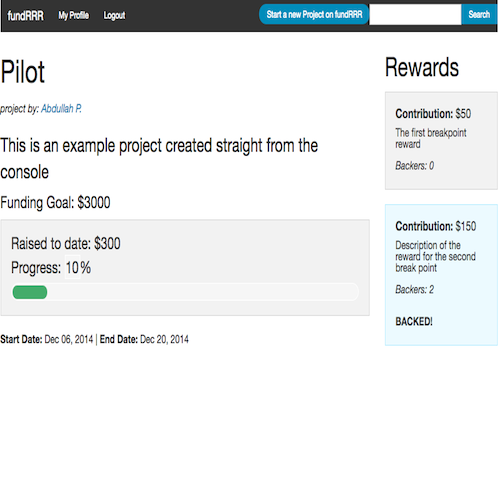 fundRRR My Profile Logout Start a new Project on fundRRR Search
Pilot
project by: Abdullah P.
This is an example project created straight from the
console
Funding Goal: $3000
Raised to date: $300
Progress: 10%
Start Date: Dec 06, 2014 | End Date: Dec 20, 2014
Rewards
Contribution: $50
The first breakpoint
reward
Backers: 0
Contribution: $150
Description of the
reward for the second
break point
Backers: 2
BACKED!